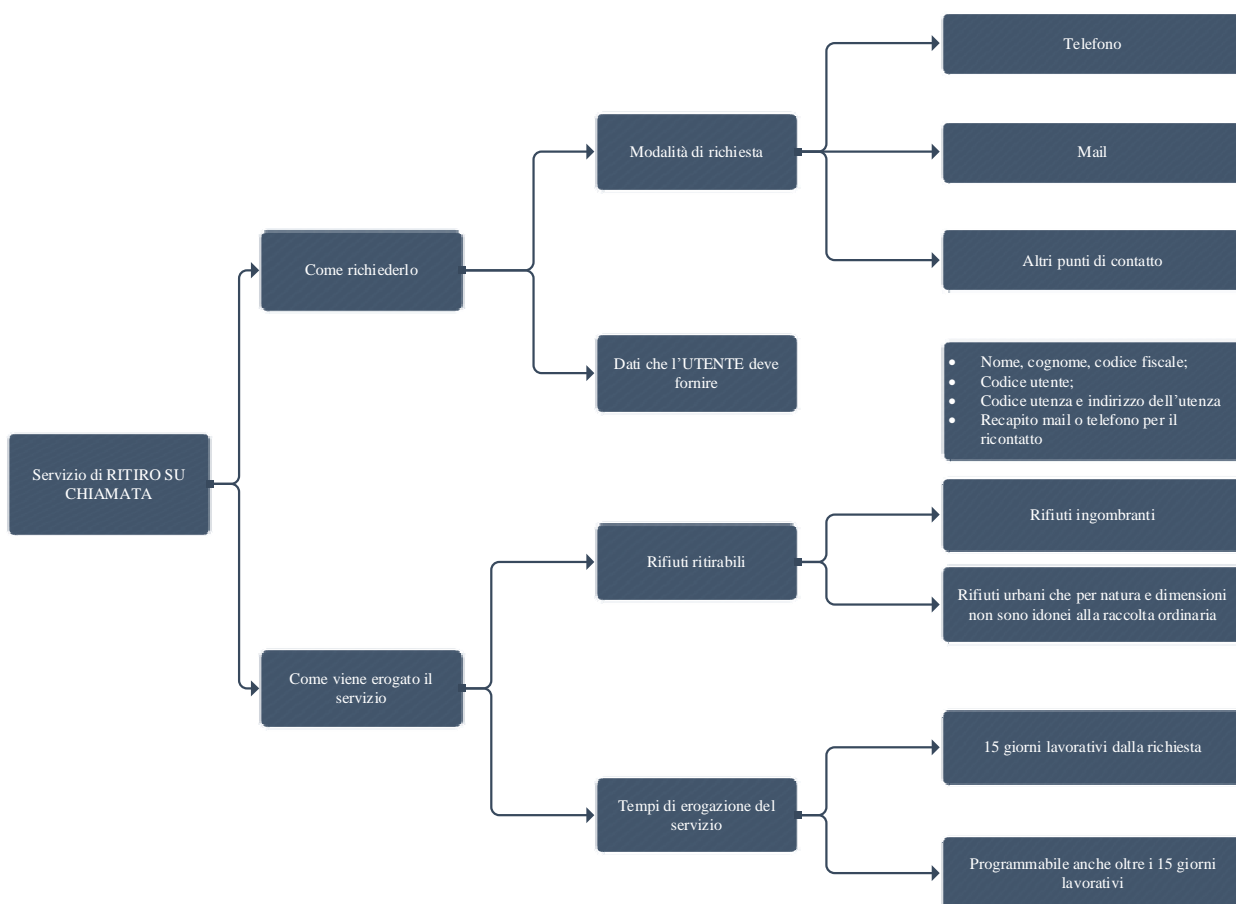 Servizio di RITIRO SU
CHIAMATA
Come richiederlo
Modalità di richiesta
Telefono
Mail
Altri punti di contatto
Dati che l'UTENTE deve
fornire
• Nome, cognome, codice fiscale;
• Codice utente;
• Codice utenza e indirizzo dell'utenza
• Recapito mail o telefono per il
ricontatto
Come viene erogato il
servizio
Rifiuti ritirabili
Rifiuti ingombranti
Rifiuti urbani che per natura e dimensioni
non sono idonei alla raccolta ordinaria
Tempi di erogazione del
servizio
15 giorni lavorativi dalla richiesta
Programmabile anche oltre i 15 giorni
lavorativi